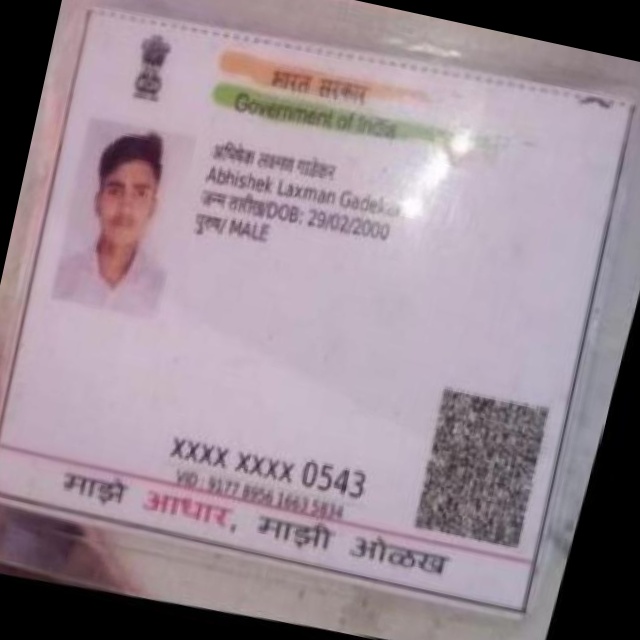 भारत सरकार
Government of India
अभिषेक लक्ष्मण गाडेकर
Abhishek Laxman Gadekar
जन्म तारीख/DOB: 29/02/2000
पुरुष/ MALE
XXXX XXXX 0543
VID : 9177 8956 1663 5834
माझे आधार, माझी ओळख